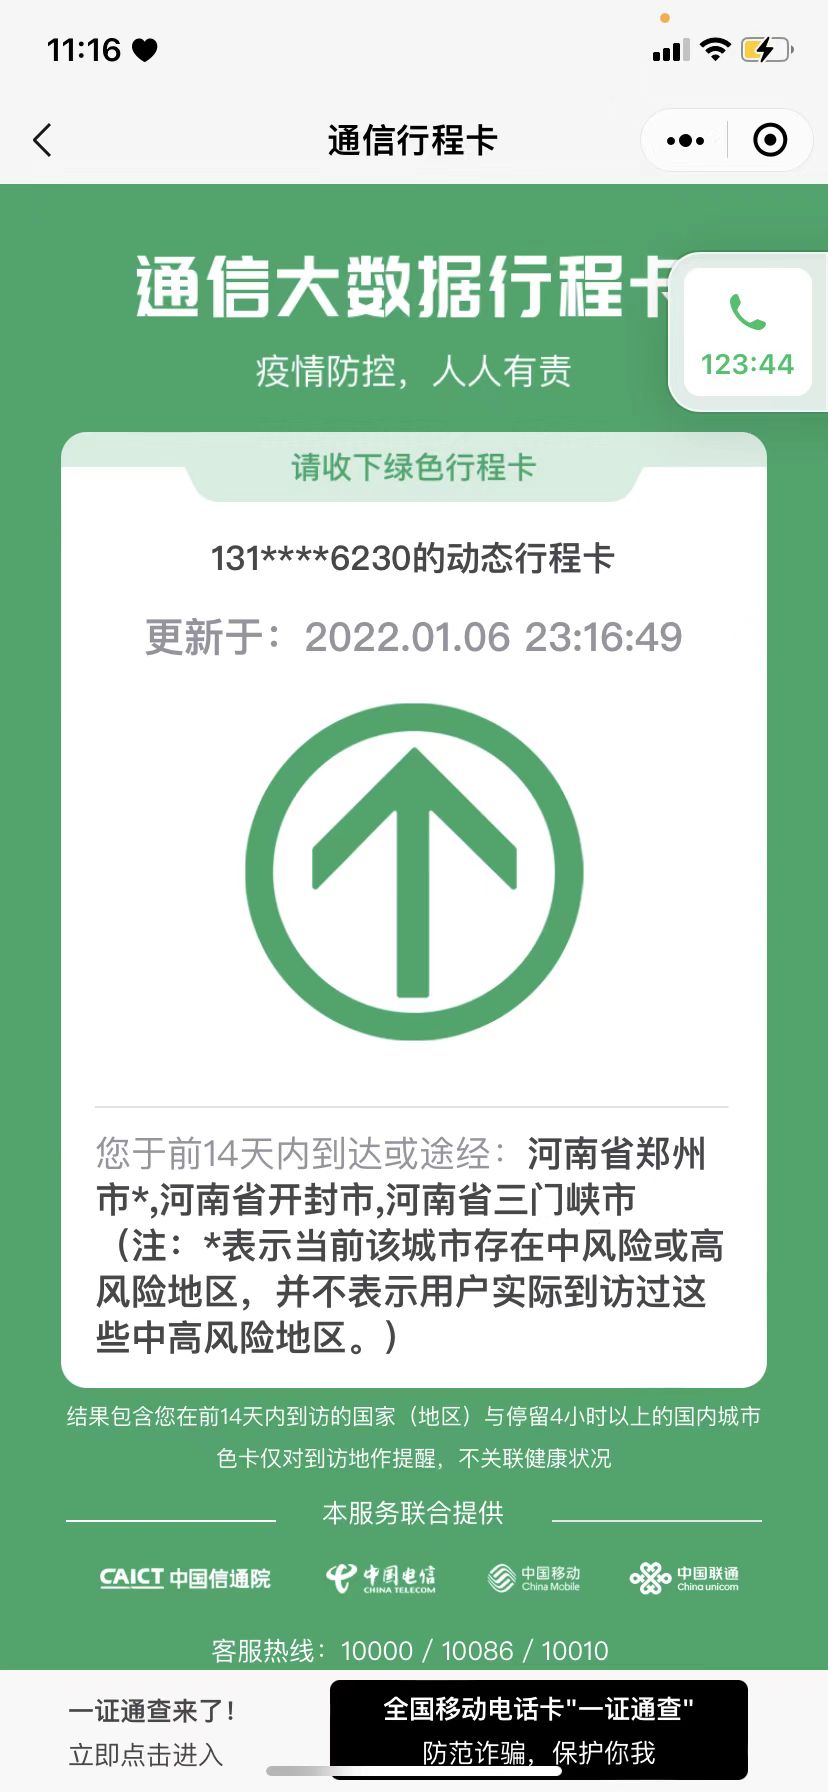 11:16
通信行程卡
通信大数据行程卡
疫情防控，人人有责
123:44
请收下绿色行程卡
131****6230的动态行程卡
更新于：2022.01.06 23:16:49
您于前14天内到达或途经：河南省郑州
市*,河南省开封市,河南省三门峡市
（注：*表示当前该城市存在中风险或高
风险地区，并不表示用户实际到访过这
些中高风险地区。）
结果包含您在前14天内到访的国家（地区）与停留4小时以上的国内城市
色卡仅对到访地作提醒，不关联健康状况
本服务联合提供
CAICT 中国信通院
中国电信
CHINA TELECOM
中国移动
China Mobile
中国联通
China unicom
客服热线：10000 / 10086 / 10010
一证通查来了！
立即点击进入
全国移动电话卡"一证通查"
防范诈骗，保护你我